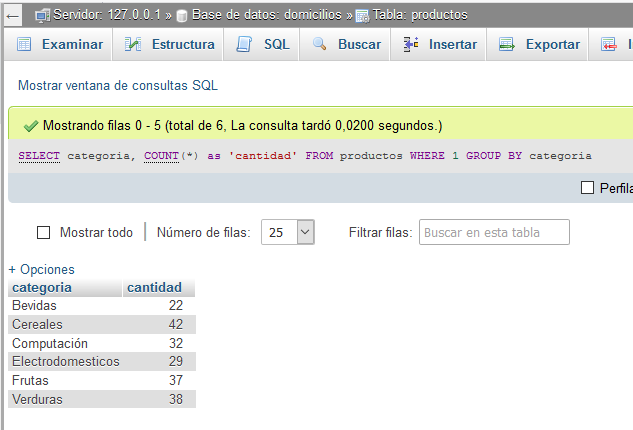 Servidor: 127.0.0.1 » Base de datos: domicilios » Tabla: productos
Examinar Estructura SQL Buscar Insertar Exportar
Mostrar ventana de consultas SQL
Mostrando filas 0 - 5 (total de 6, La consulta tardó 0,0200 segundos.)
SELECT categoria, COUNT(*) as 'cantidad' FROM productos WHERE 1 GROUP BY categoria
Perfila
Mostrar todo | Número de filas: 25 Filtrar filas: Buscar en esta tabla
+ Opciones
categoria cantidad
Bevidas 22
Cereales 42
Computación 32
Electrodomesticos 29
Frutas 37
Verduras 38